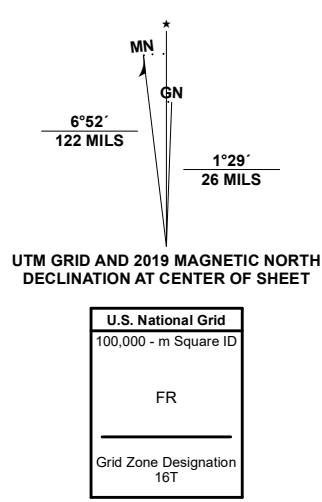 MN
GN
6°52´
122 MILS
1°29´
26 MILS
UTM GRID AND 2019 MAGNETIC NORTH
DECLINATION AT CENTER OF SHEET
U.S. National Grid
100,000 - m Square ID
FR
Grid Zone Designation
16T